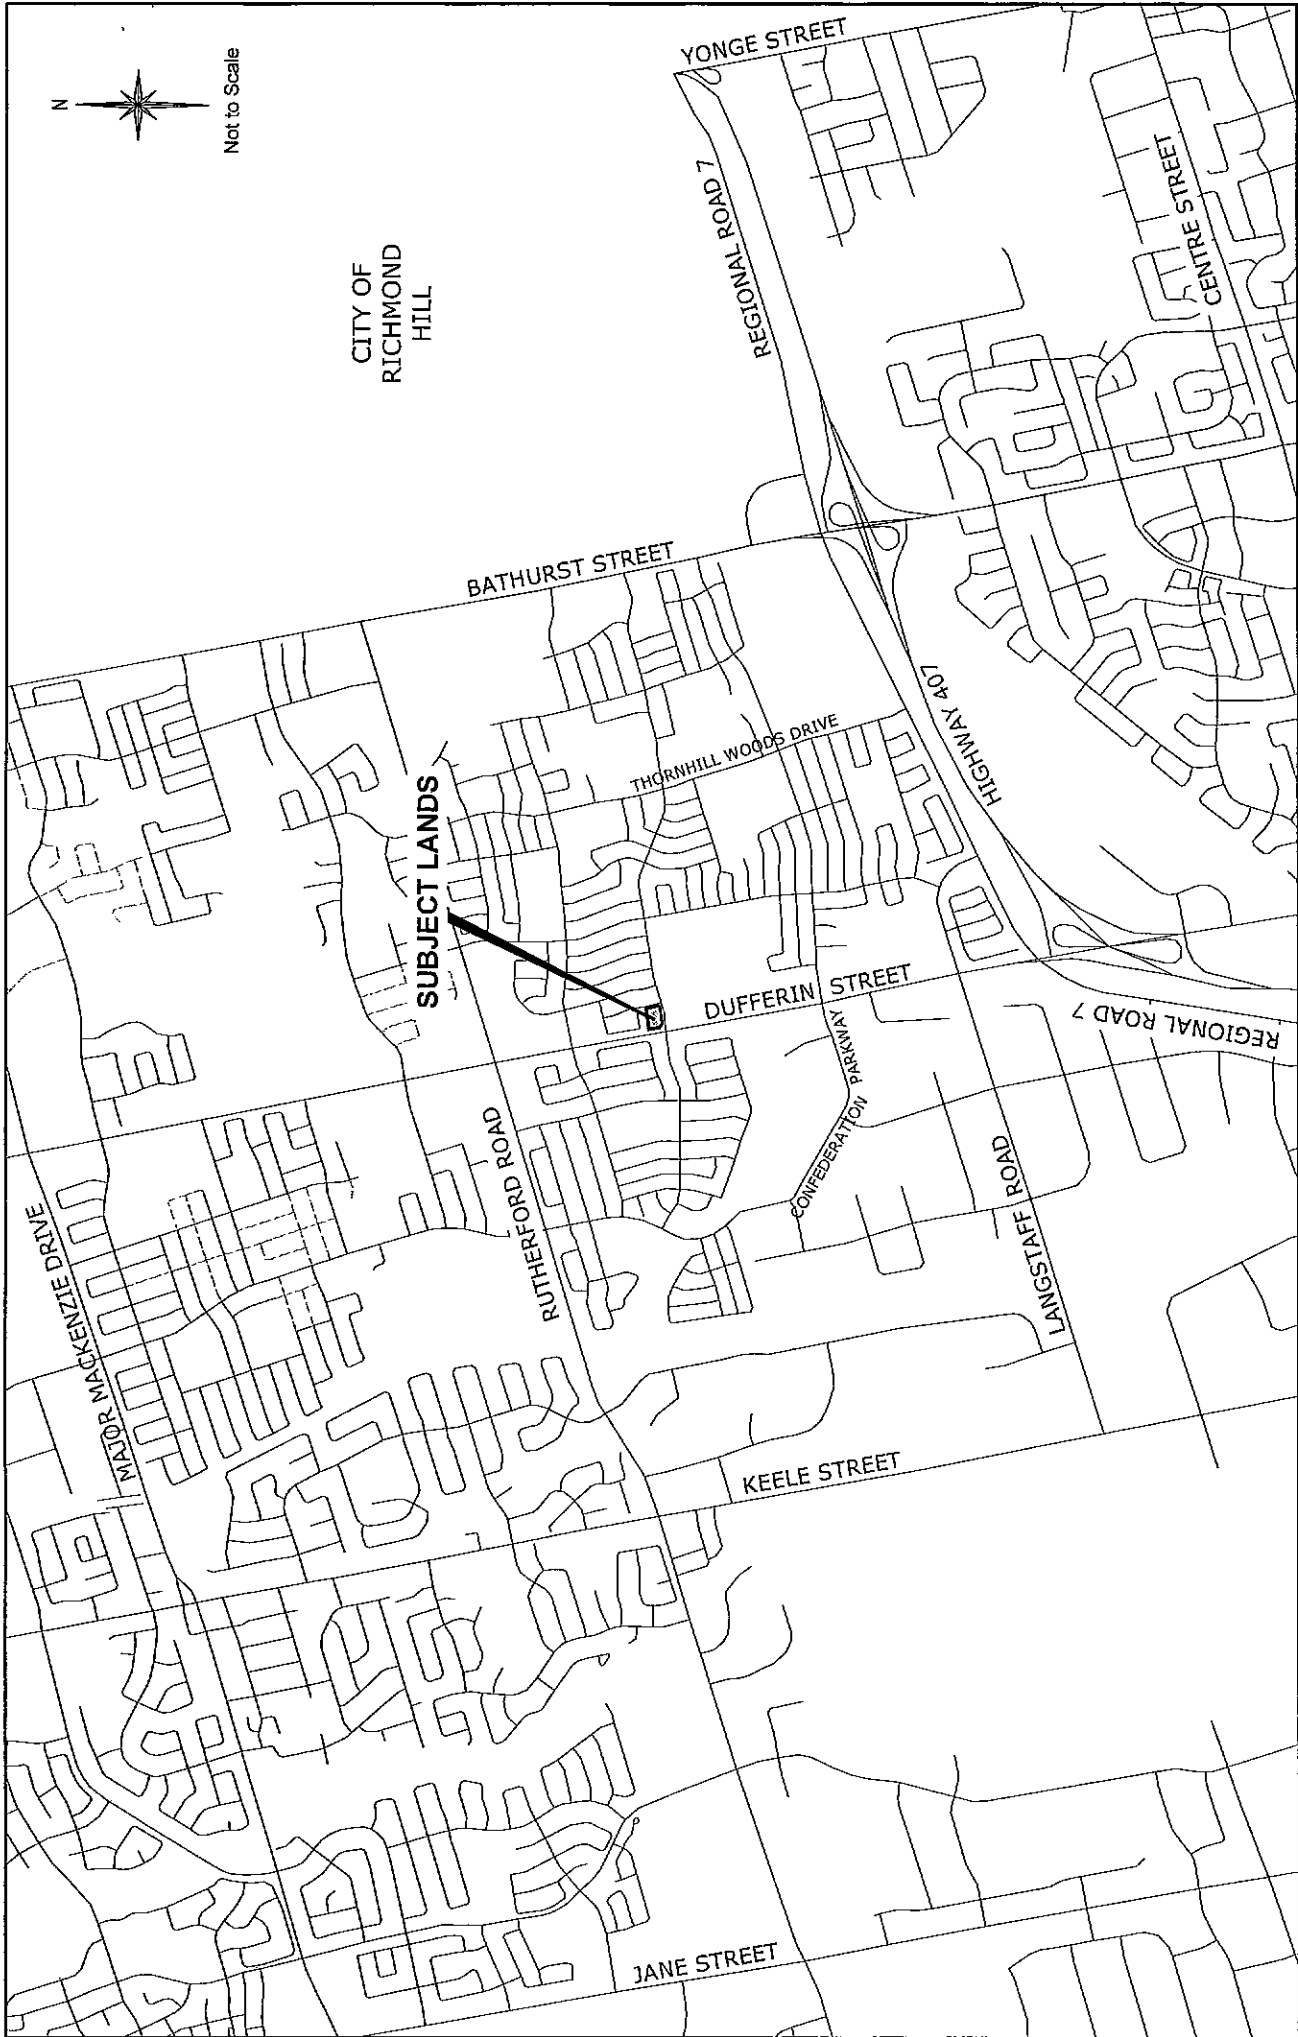 N
Not to Scale
YONGE STREET
CITY OF
RICHMOND
HILL
REGIONAL ROAD 7
CENTRE STREET
BATHURST STREET
HIGHWAY 407
THORNHILL WOODS DRIVE
SUBJECT LANDS
DUFFERIN STREET
REGIONAL ROAD 7
CONFEDERATION PARKWAY
RUTHERFORD ROAD
LANGSTAFF ROAD
MAJOR MACKENZIE DRIVE
KEELE STREET
JANE STREET